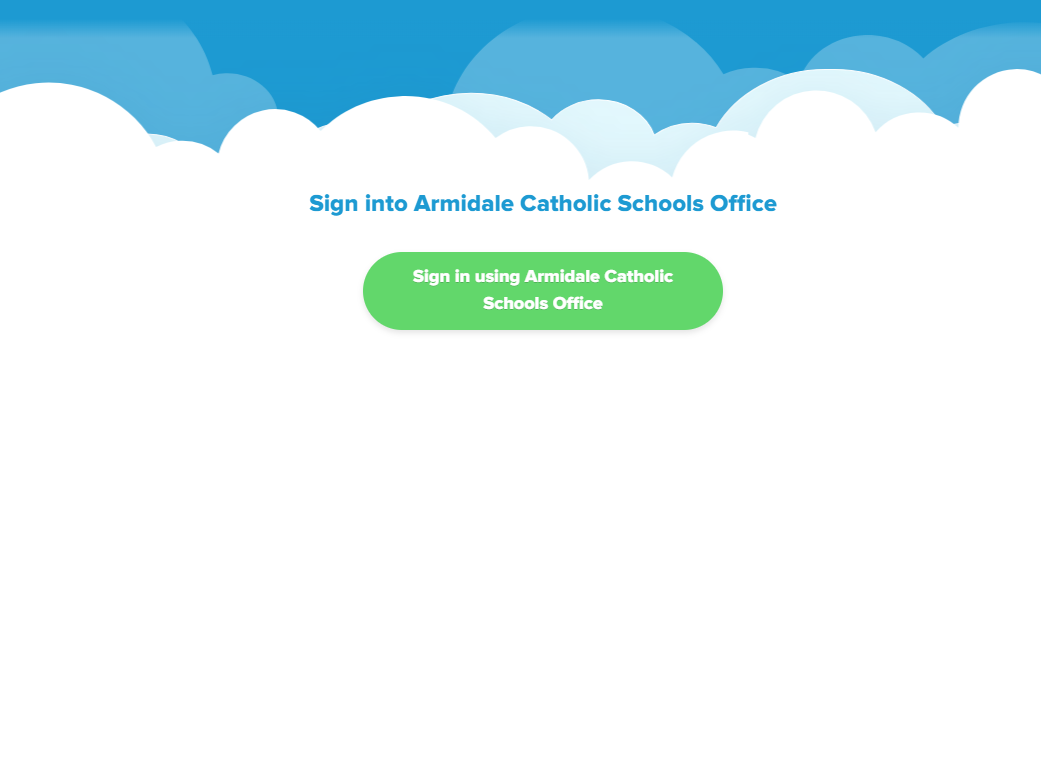 Sign into Armidale Catholic Schools Office
Sign in using Armidale Catholic
Schools Office